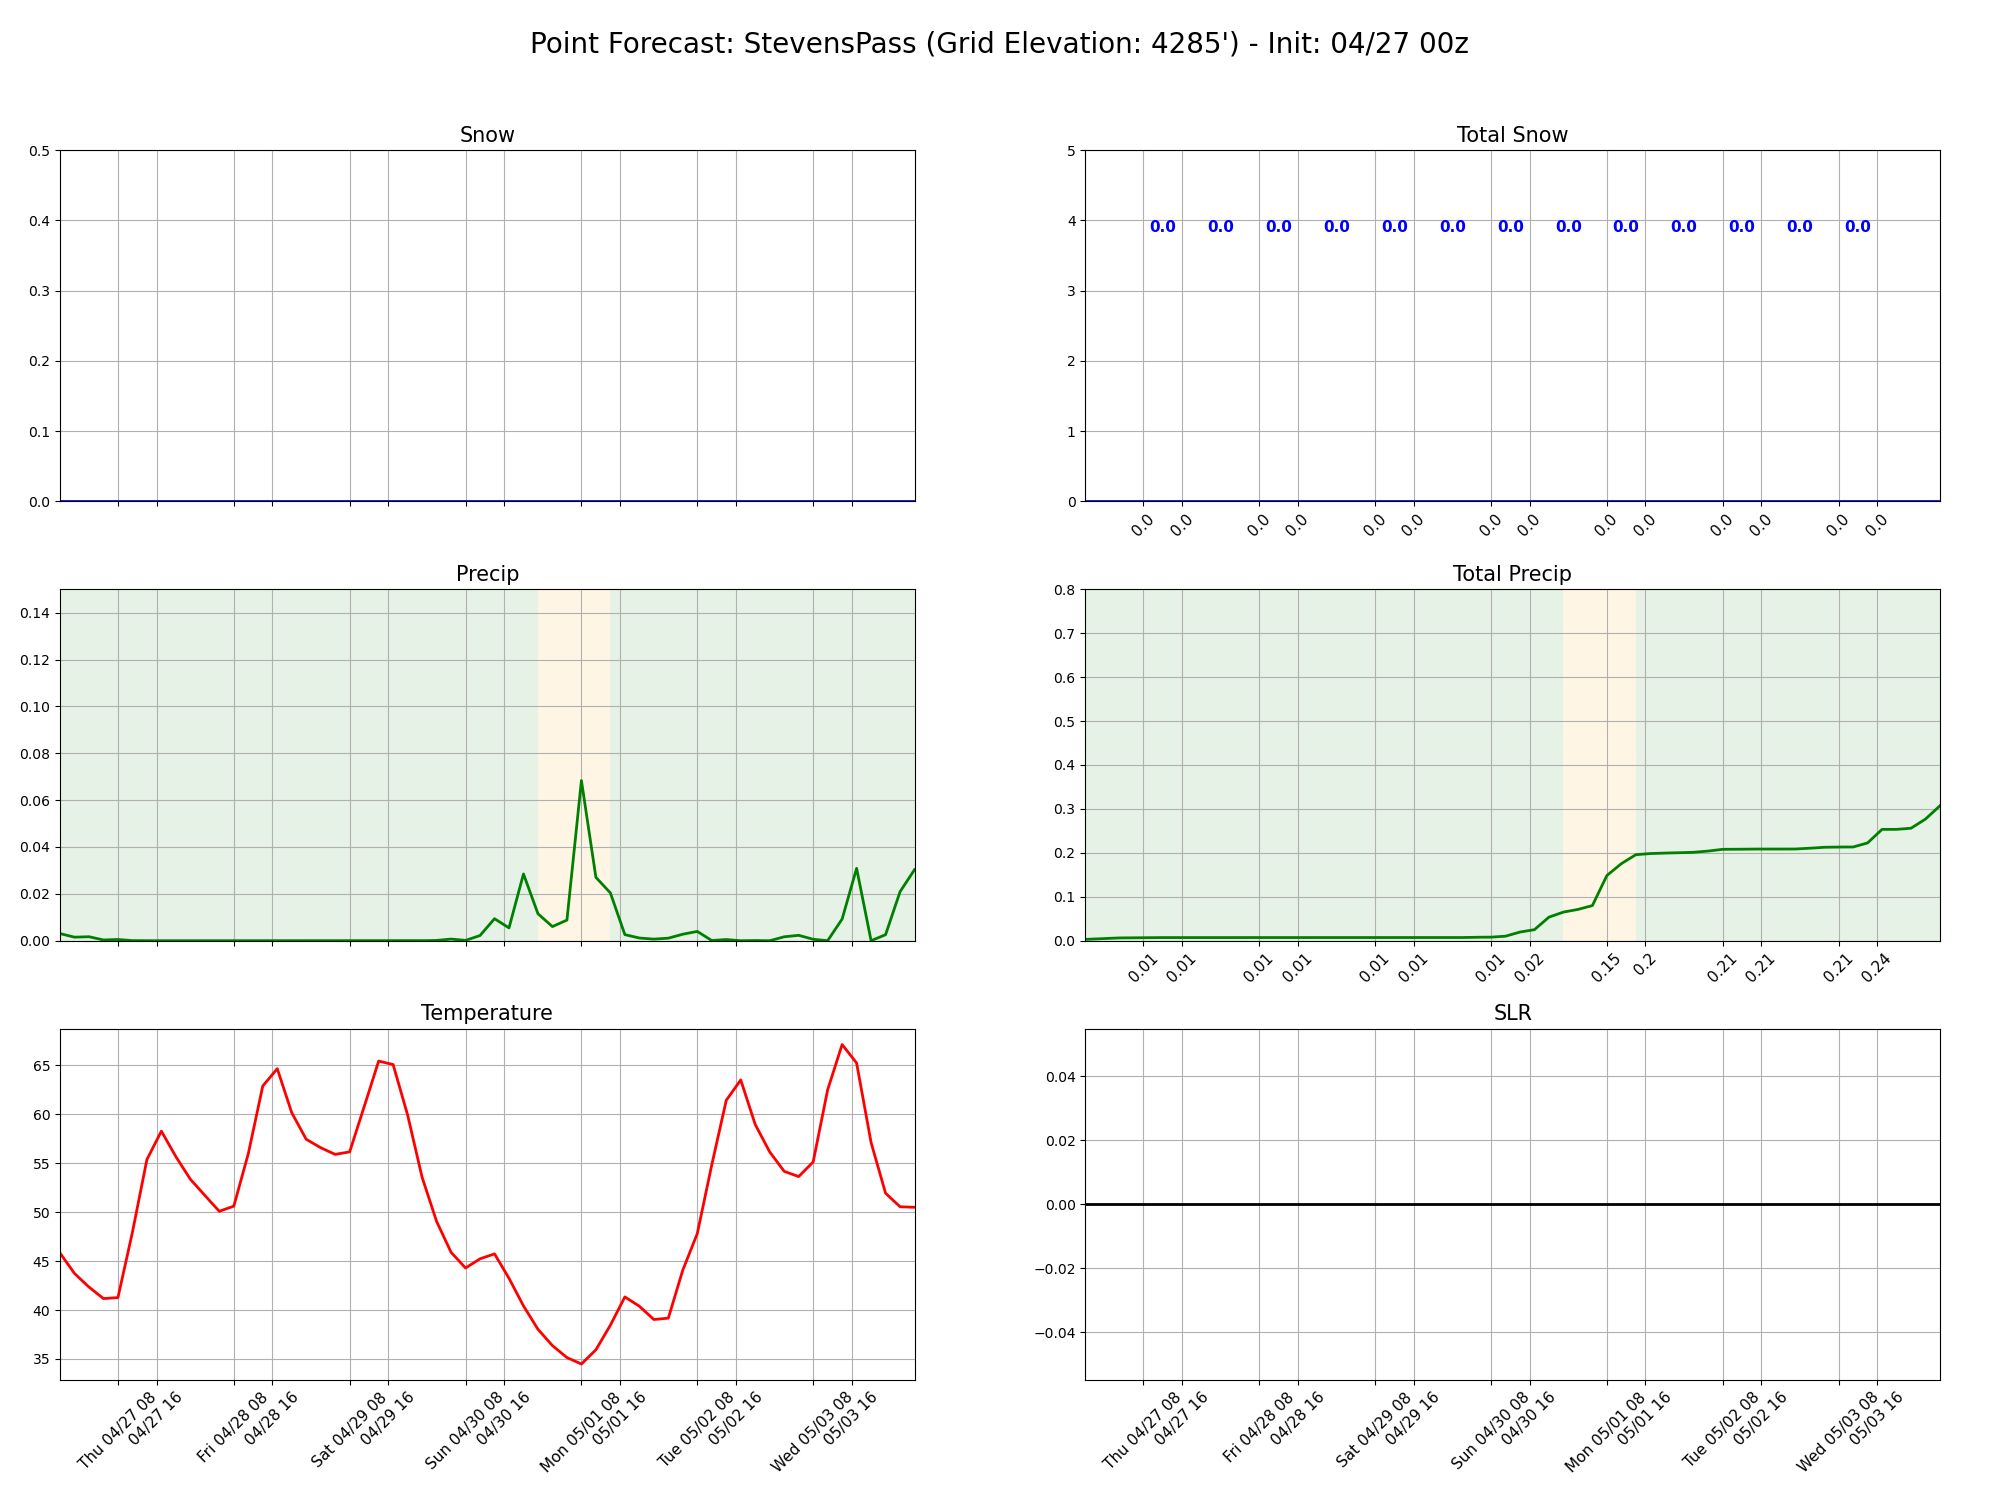 Point Forecast: StevensPass (Grid Elevation: 4285') - Init: 04/27 00z
Snow
0.5
0.4
0.3
0.2
0.1
0.0
Total Snow
5
4
3
2
1
0
0.0 0.0 0.0 0.0 0.0 0.0 0.0 0.0 0.0 0.0 0.0 0.0 0.0
0.0 0.0 0.0 0.0 0.0 0.0 0.0 0.0 0.0 0.0 0.0 0.0 0.0 0.0
Precip
0.14
0.12
0.10
0.08
0.06
0.04
0.02
0.00
Total Precip
0.8
0.7
0.6
0.5
0.4
0.3
0.2
0.1
0.0
0.01 0.01 0.01 0.01 0.01 0.01 0.01 0.02 0.15 0.2 0.21 0.21 0.21 0.24
Temperature
65
60
55
50
45
40
35
Thu 04/27 08
04/27 16
Fri 04/28 08
04/28 16
Sat 04/29 08
04/29 16
Sun 04/30 08
04/30 16
Mon 05/01 08
05/01 16
Tue 05/02 08
05/02 16
Wed 05/03 08
05/03 16
SLR
0.04
0.02
0.00
−0.02
−0.04
Thu 04/27 08
04/27 16
Fri 04/28 08
04/28 16
Sat 04/29 08
04/29 16
Sun 04/30 08
04/30 16
Mon 05/01 08
05/01 16
Tue 05/02 08
05/02 16
Wed 05/03 08
05/03 16